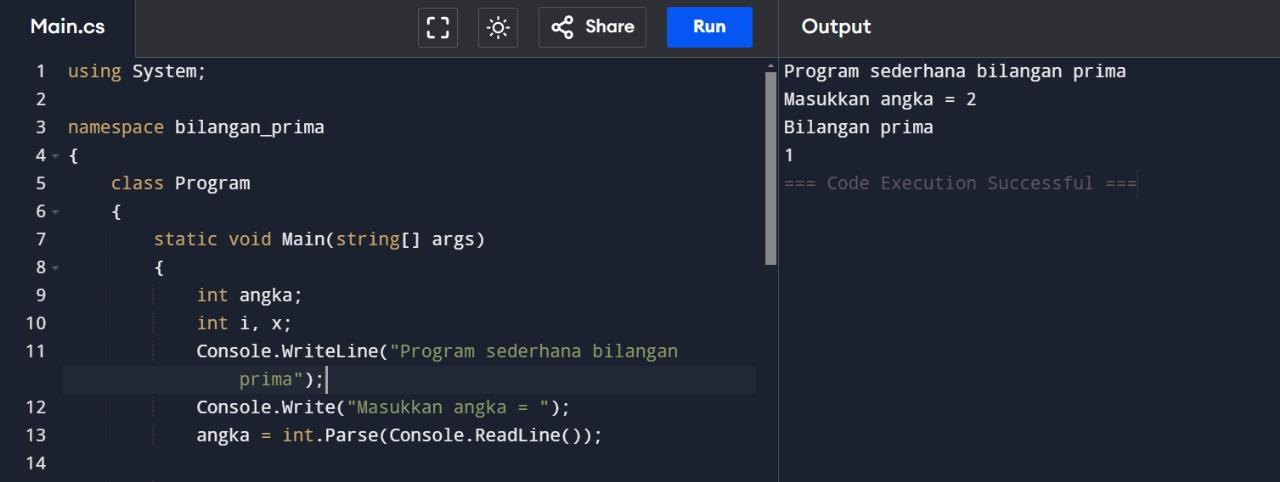 Main.cs
Share
Run
Output
1 using System;
2
3 namespace bilangan_prima
4 {
5 class Program
6 {
7 static void Main(string[] args)
8 {
9 int angka;
10 int i, x;
11 Console.WriteLine("Program sederhana bilangan
prima");
12 Console.Write("Masukkan angka = ");
13 angka = int.Parse(Console.ReadLine());
14
Program sederhana bilangan prima
Masukkan angka = 2
Bilangan prima
1
=== Code Execution Successful ===